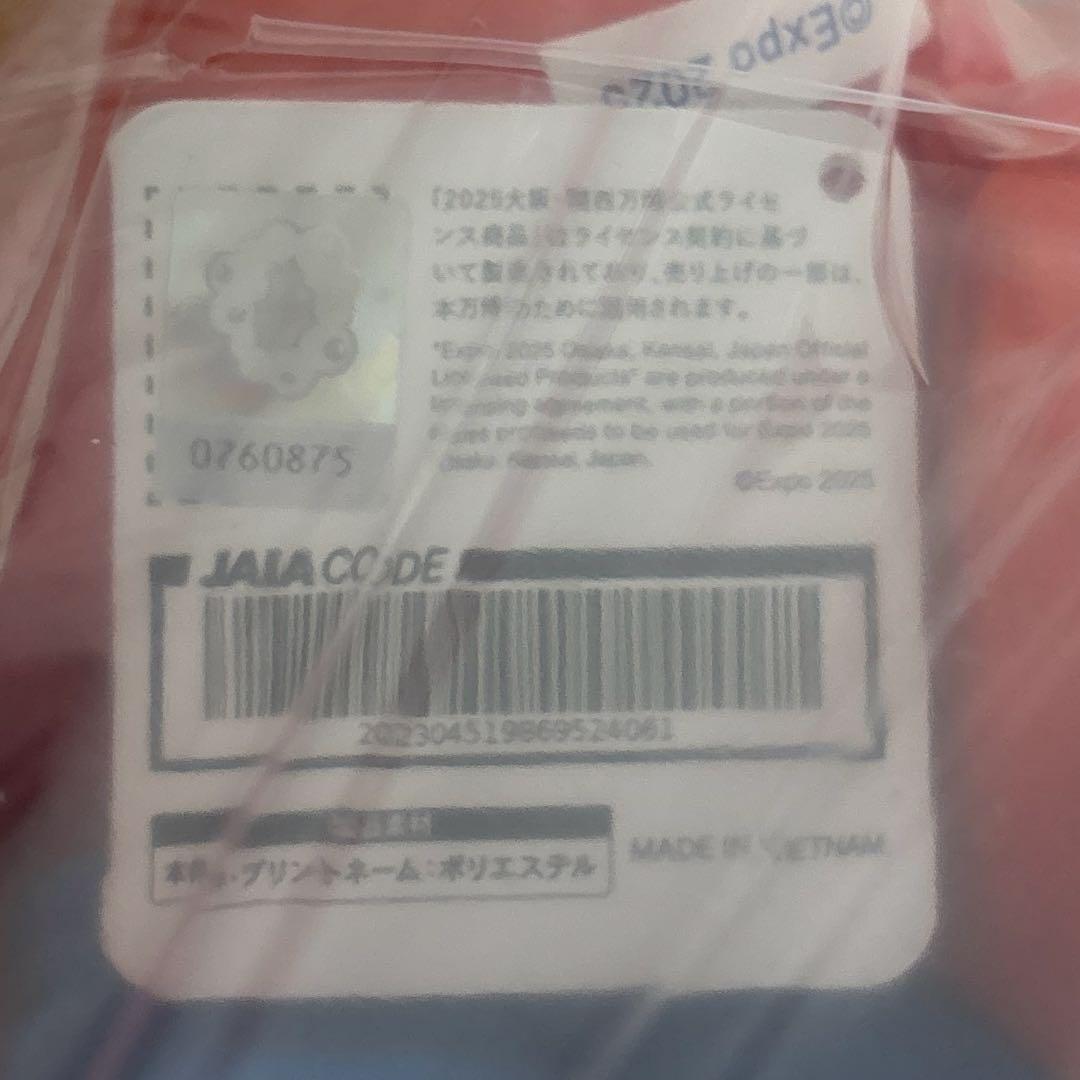 ©Expo 2025
「2025大阪・関西万博公式ライセ
ンス商品」はライセンス契約に基づ
いて製造されており、売り上げの一部は、
本万博のために運用されます。
"Expo 2025 Osaka, Kansai, Japan Official
Licensed Products" are produced under a
licensing agreement, with a portion of the
proceeds to be used for Expo 2025
Osaka, Kansai, Japan.
©Expo 2025
0760875
JAIA CODE
MADE IN VIETNAM
プリントネーム:ポリエステル